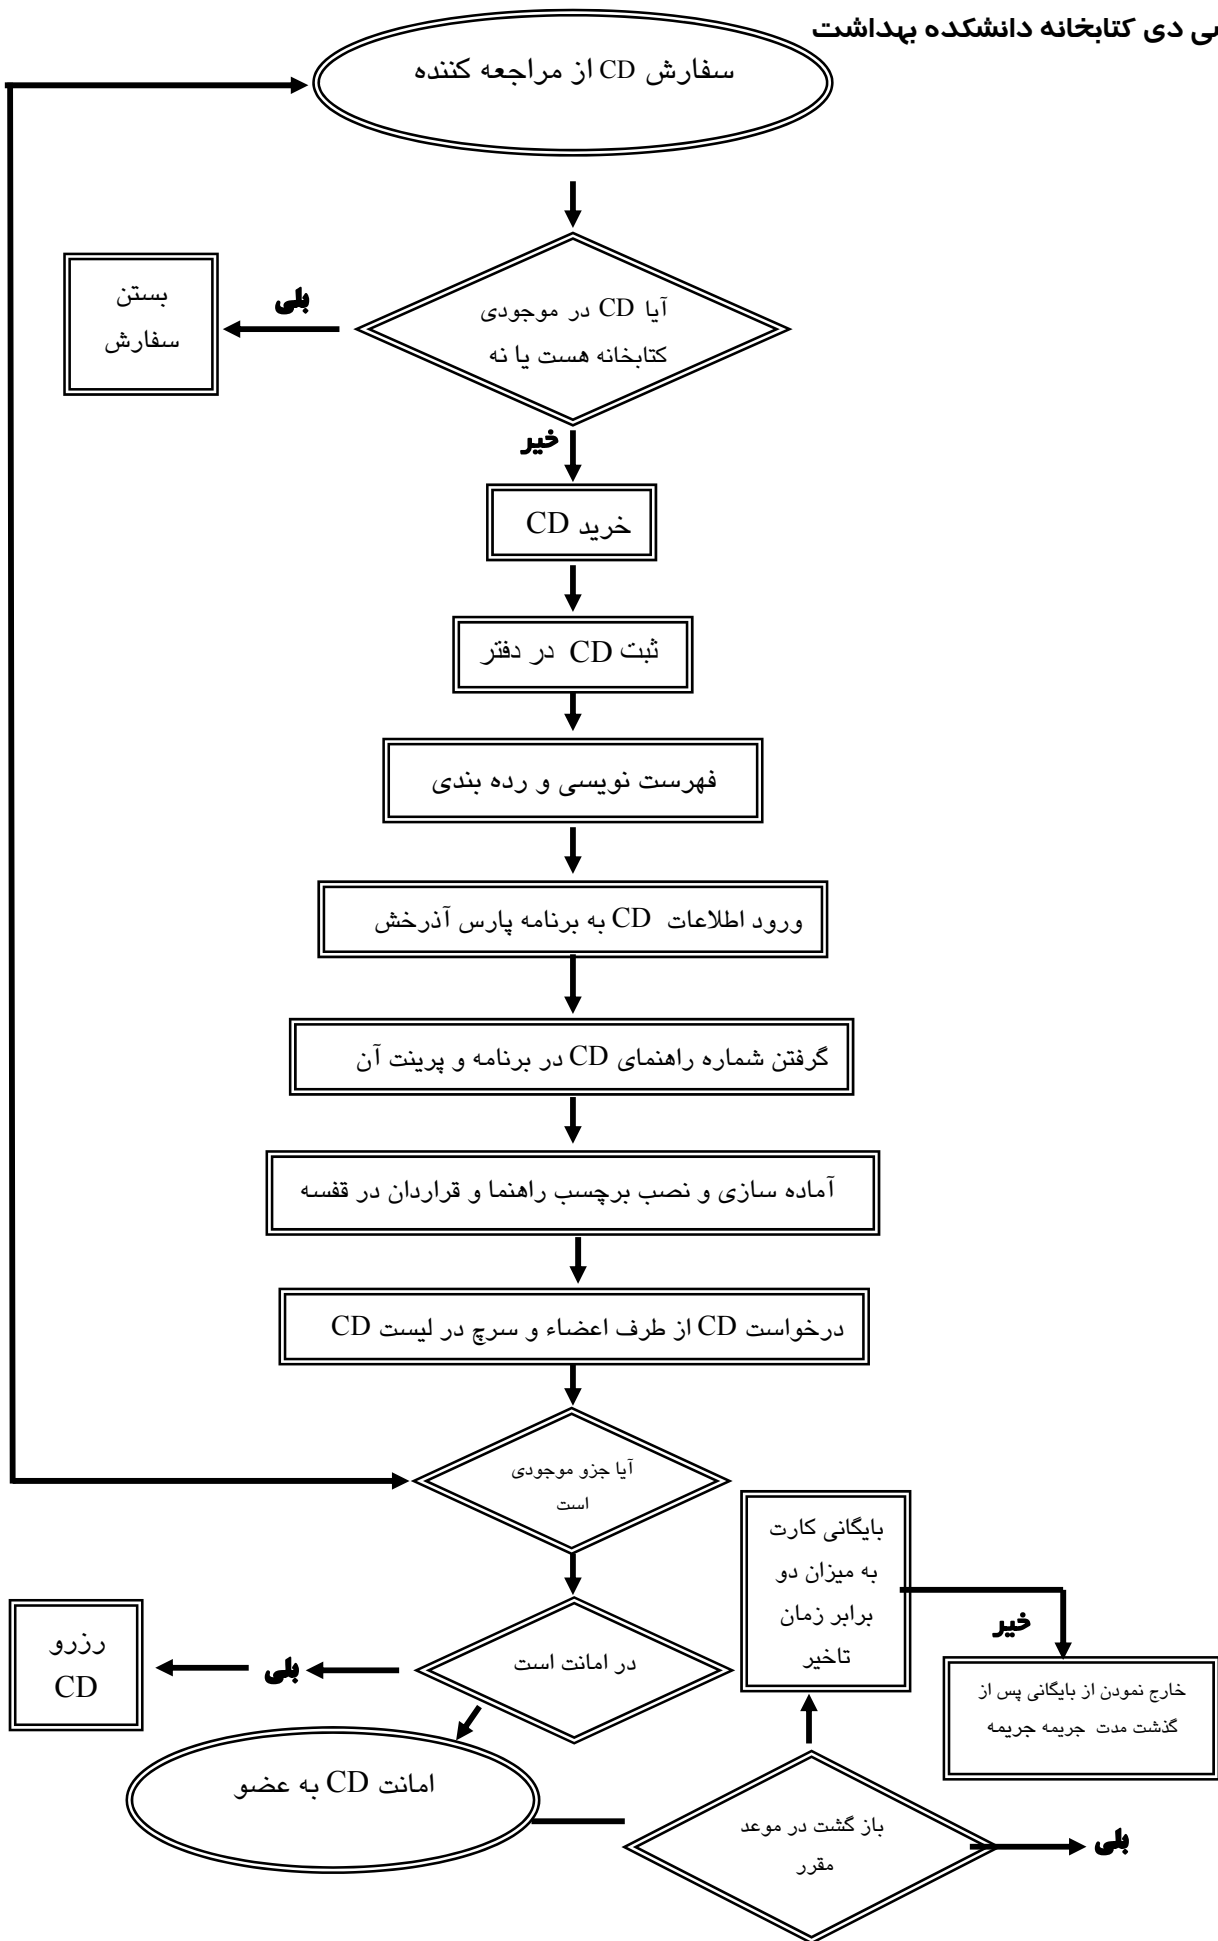 دی کتابخانه دانشکده بهداشت
سفارش CD از مراجعه کننده
آیا CD در موجودی
کتابخانه هست یا نه
بلی
بستن
سفارش
خیر
خرید CD
ثبت CD در دفتر
فهرست نویسی و رده بندی
ورود اطلاعات CD به برنامه پارس آذرخش
گرفتن شماره راهنمای CD در برنامه و پرینت آن
آماده سازی و نصب برچسب راهنما و قراردان در قفسه
درخواست CD از طرف اعضاء و سرچ در لیست CD
آیا جزو موجودی
است
در امانت است
بلی
رزرو
CD
امانت CD به عضو
باز گشت در موعد
مقرر
بلی
بایگانی کارت
به میزان دو
برابر زمان
تاخیر
خیر
خارج نمودن از بایگانی پس از
گذشت مدت جریمه جریمه